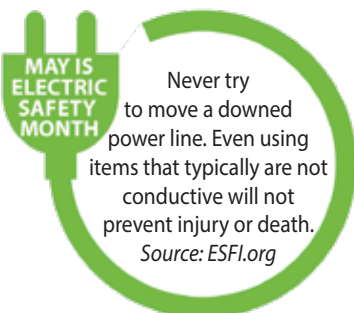 MAY IS
ELECTRIC
SAFETY
MONTH
Never try
to move a downed
power line. Even using
items that typically are not
conductive will not
prevent injury or death.
Source: ESFI.org